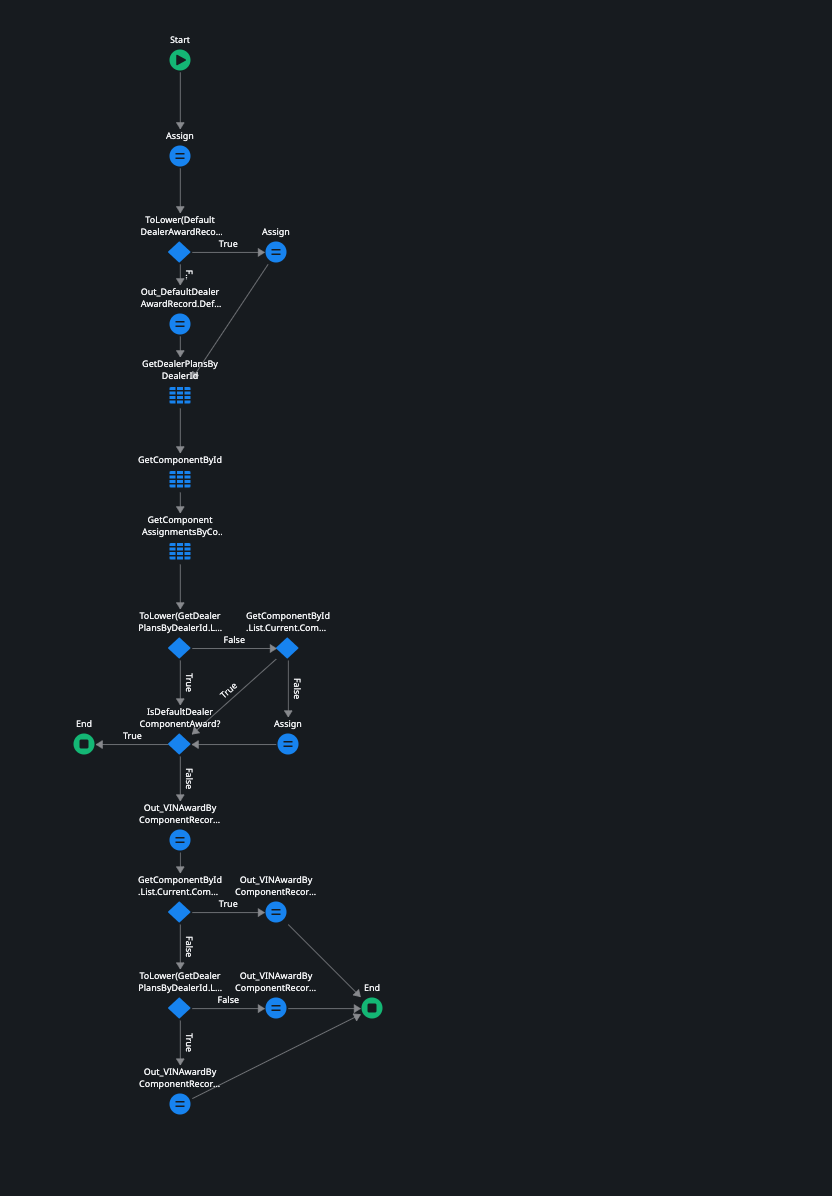 Start
Assign
ToLower(Default
DealerAwardReco...
True
Assign
F..
Out_DefaultDealer
AwardRecord.Def...
GetDealerPlansBy
DealerId
GetComponentById
GetComponent
AssignmentsByCo..
ToLower(GetDealer
PlansByDealerId.L...
False
GetComponentById
.List.Current.Com...
True
True
False
IsDefaultDealer
ComponentAward?
End
True
Assign
False
Out_VINAwardBy
ComponentRecor...
GetComponentById
.List.Current.Com...
True
Out_VINAwardBy
ComponentRecor...
False
ToLower(GetDealer
PlansByDealerId.L...
False
Out_VINAwardBy
ComponentRecor...
End
True
Out_VINAwardBy
ComponentRecor...